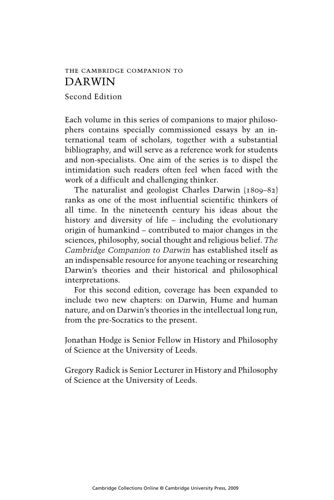 THE CAMBRIDGE COMPANION TO
DARWIN
Second Edition
Each volume in this series of companions to major philoso-
phers contains specially commissioned essays by an in-
ternational team of scholars, together with a substantial
bibliography, and will serve as a reference work for students
and non-specialists. One aim of the series is to dispel the
intimidation such readers often feel when faced with the
work of a difficult and challenging thinker.
The naturalist and geologist Charles Darwin (1809–82)
ranks as one of the most influential scientific thinkers of
all time. In the nineteenth century his ideas about the
history and diversity of life – including the evolutionary
origin of humankind – contributed to major changes in the
sciences, philosophy, social thought and religious belief. The
Cambridge Companion to Darwin has established itself as
an indispensable resource for anyone teaching or researching
Darwin's theories and their historical and philosophical
interpretations.
For this second edition, coverage has been expanded to
include two new chapters: on Darwin, Hume and human
nature, and on Darwin's theories in the intellectual long run,
from the pre-Socratics to the present.
Jonathan Hodge is Senior Fellow in History and Philosophy
of Science at the University of Leeds.
Gregory Radick is Senior Lecturer in History and Philosophy
of Science at the University of Leeds.
Cambridge Collections Online © Cambridge University Press, 2009